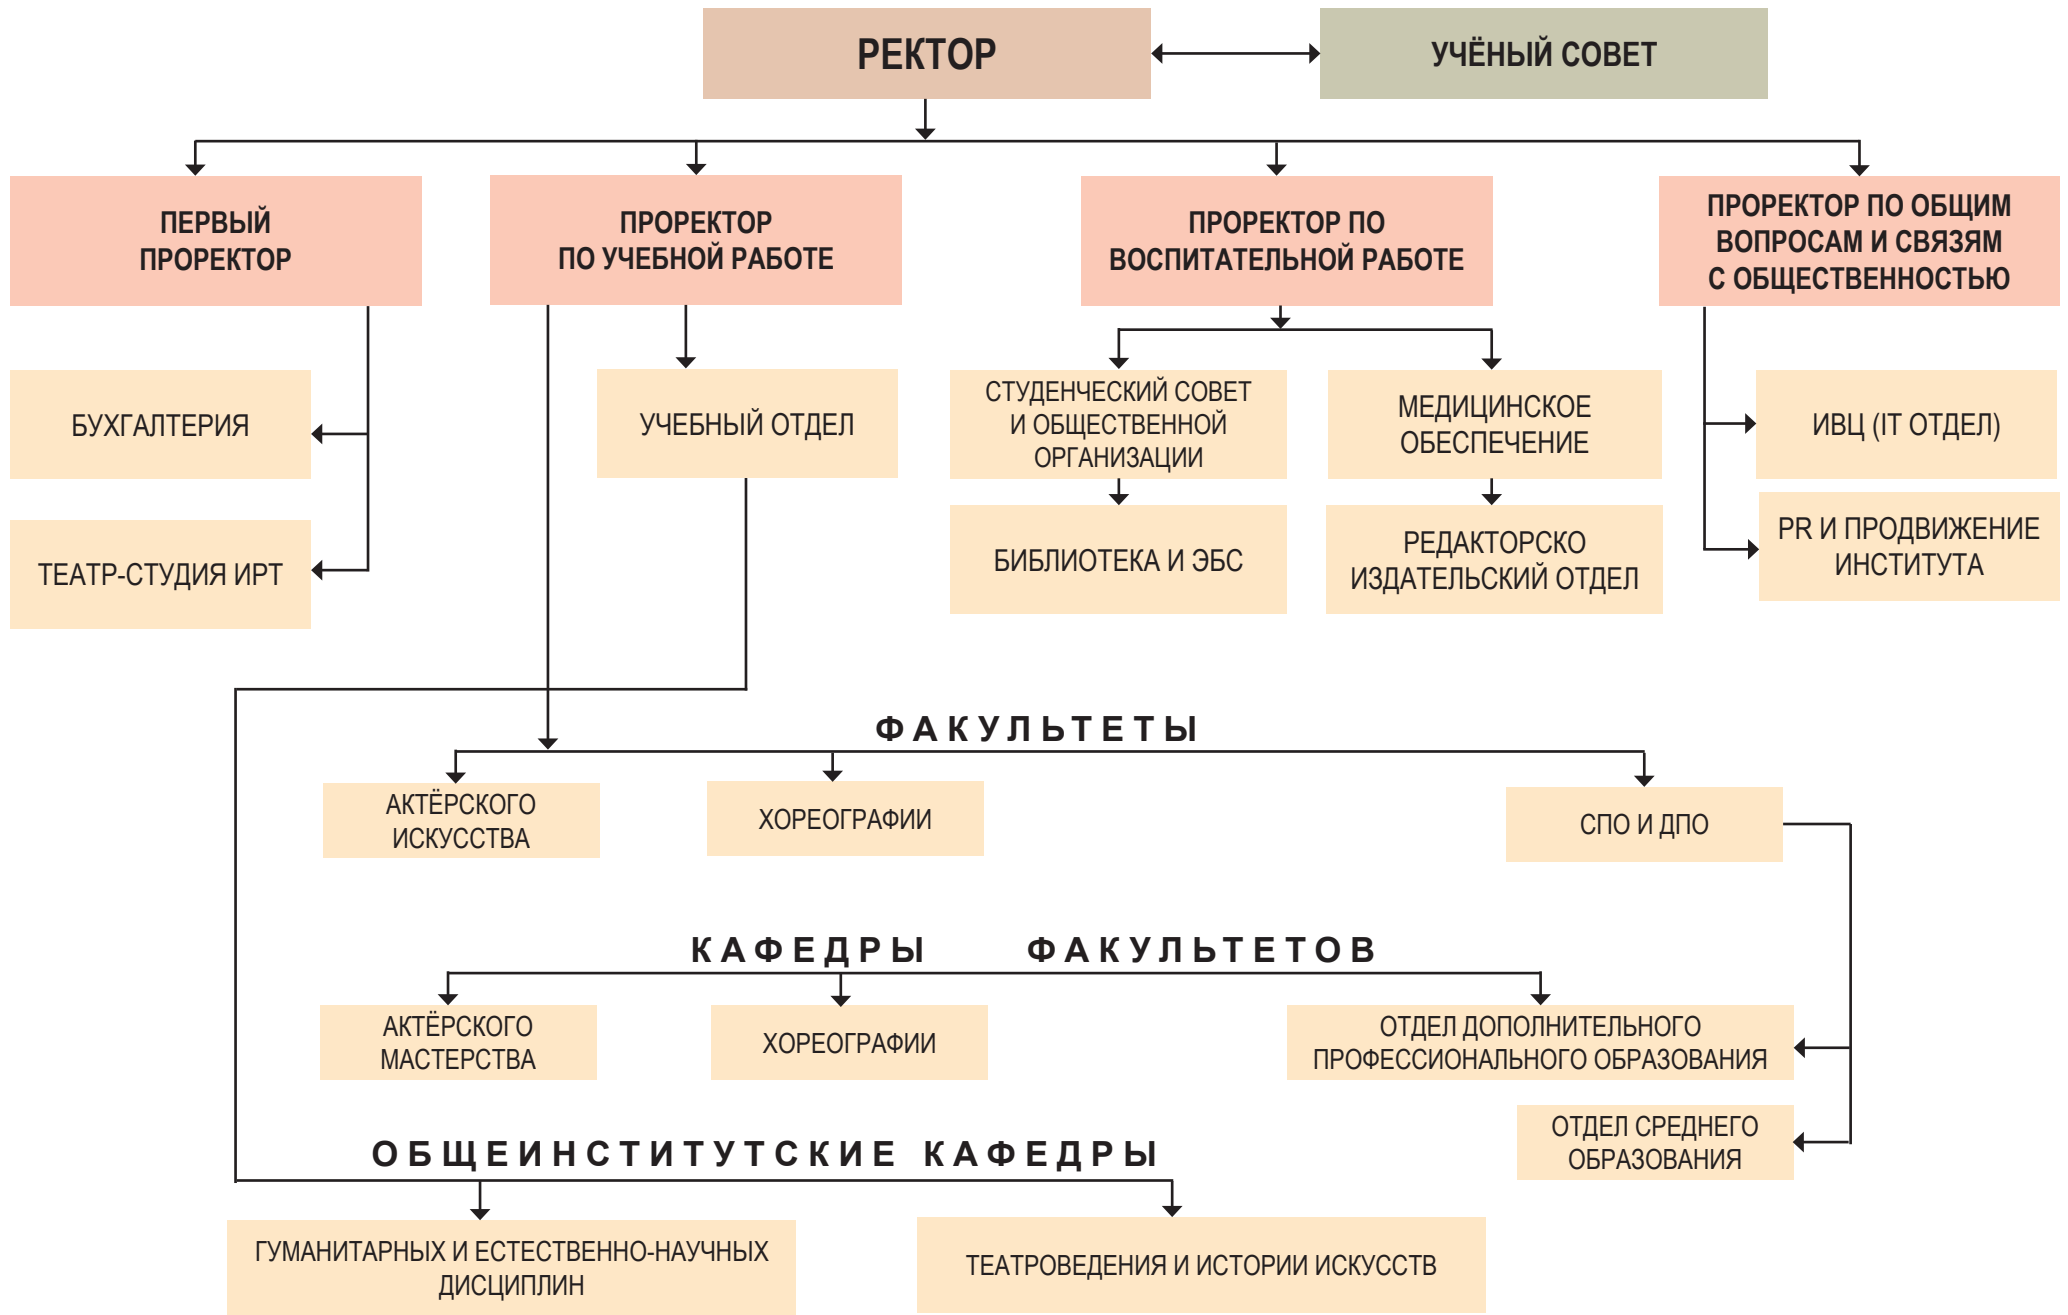 РЕКТОР
УЧЁНЫЙ СОВЕТ
ПЕРВЫЙ
ПРОРЕКТОР
ПРОРЕКТОР
ПО УЧЕБНОЙ РАБОТЕ
ПРОРЕКТОР ПО
ВОСПИТАТЕЛЬНОЙ РАБОТЕ
ПРОРЕКТОР ПО ОБЩИМ
ВОПРОСАМ И СВЯЗЯМ
С ОБЩЕСТВЕННОСТЬЮ
БУХГАЛТЕРИЯ
УЧЕБНЫЙ ОТДЕЛ
СТУДЕНЧЕСКИЙ СОВЕТ
И ОБЩЕСТВЕННОЙ
ОРГАНИЗАЦИИ
МЕДИЦИНСКОЕ
ОБЕСПЕЧЕНИЕ
ИВЦ (IT ОТДЕЛ)
ТЕАТР-СТУДИЯ ИРТ
БИБЛИОТЕКА И ЭБС
РЕДАКТОРСКО
ИЗДАТЕЛЬСКИЙ ОТДЕЛ
PR И ПРОДВИЖЕНИЕ
ИНСТИТУТА
ФАКУЛЬТЕТЫ
АКТЁРСКОГО
ИСКУССТВА
ХОРЕОГРАФИИ
СПО И ДПО
КАФЕДРЫ ФАКУЛЬТЕТОВ
АКТЁРСКОГО
МАСТЕРСТВА
ХОРЕОГРАФИИ
ОТДЕЛ ДОПОЛНИТЕЛЬНОГО
ПРОФЕССИОНАЛЬНОГО ОБРАЗОВАНИЯ
ОТДЕЛ СРЕДНЕГО
ОБРАЗОВАНИЯ
ОБЩЕИНСТИТУТСКИЕ КАФЕДРЫ
ГУМАНИТАРНЫХ И ЕСТЕСТВЕННО-НАУЧНЫХ
ДИСЦИПЛИН
ТЕАТРОВЕДЕНИЯ И ИСТОРИИ ИСКУССТВ